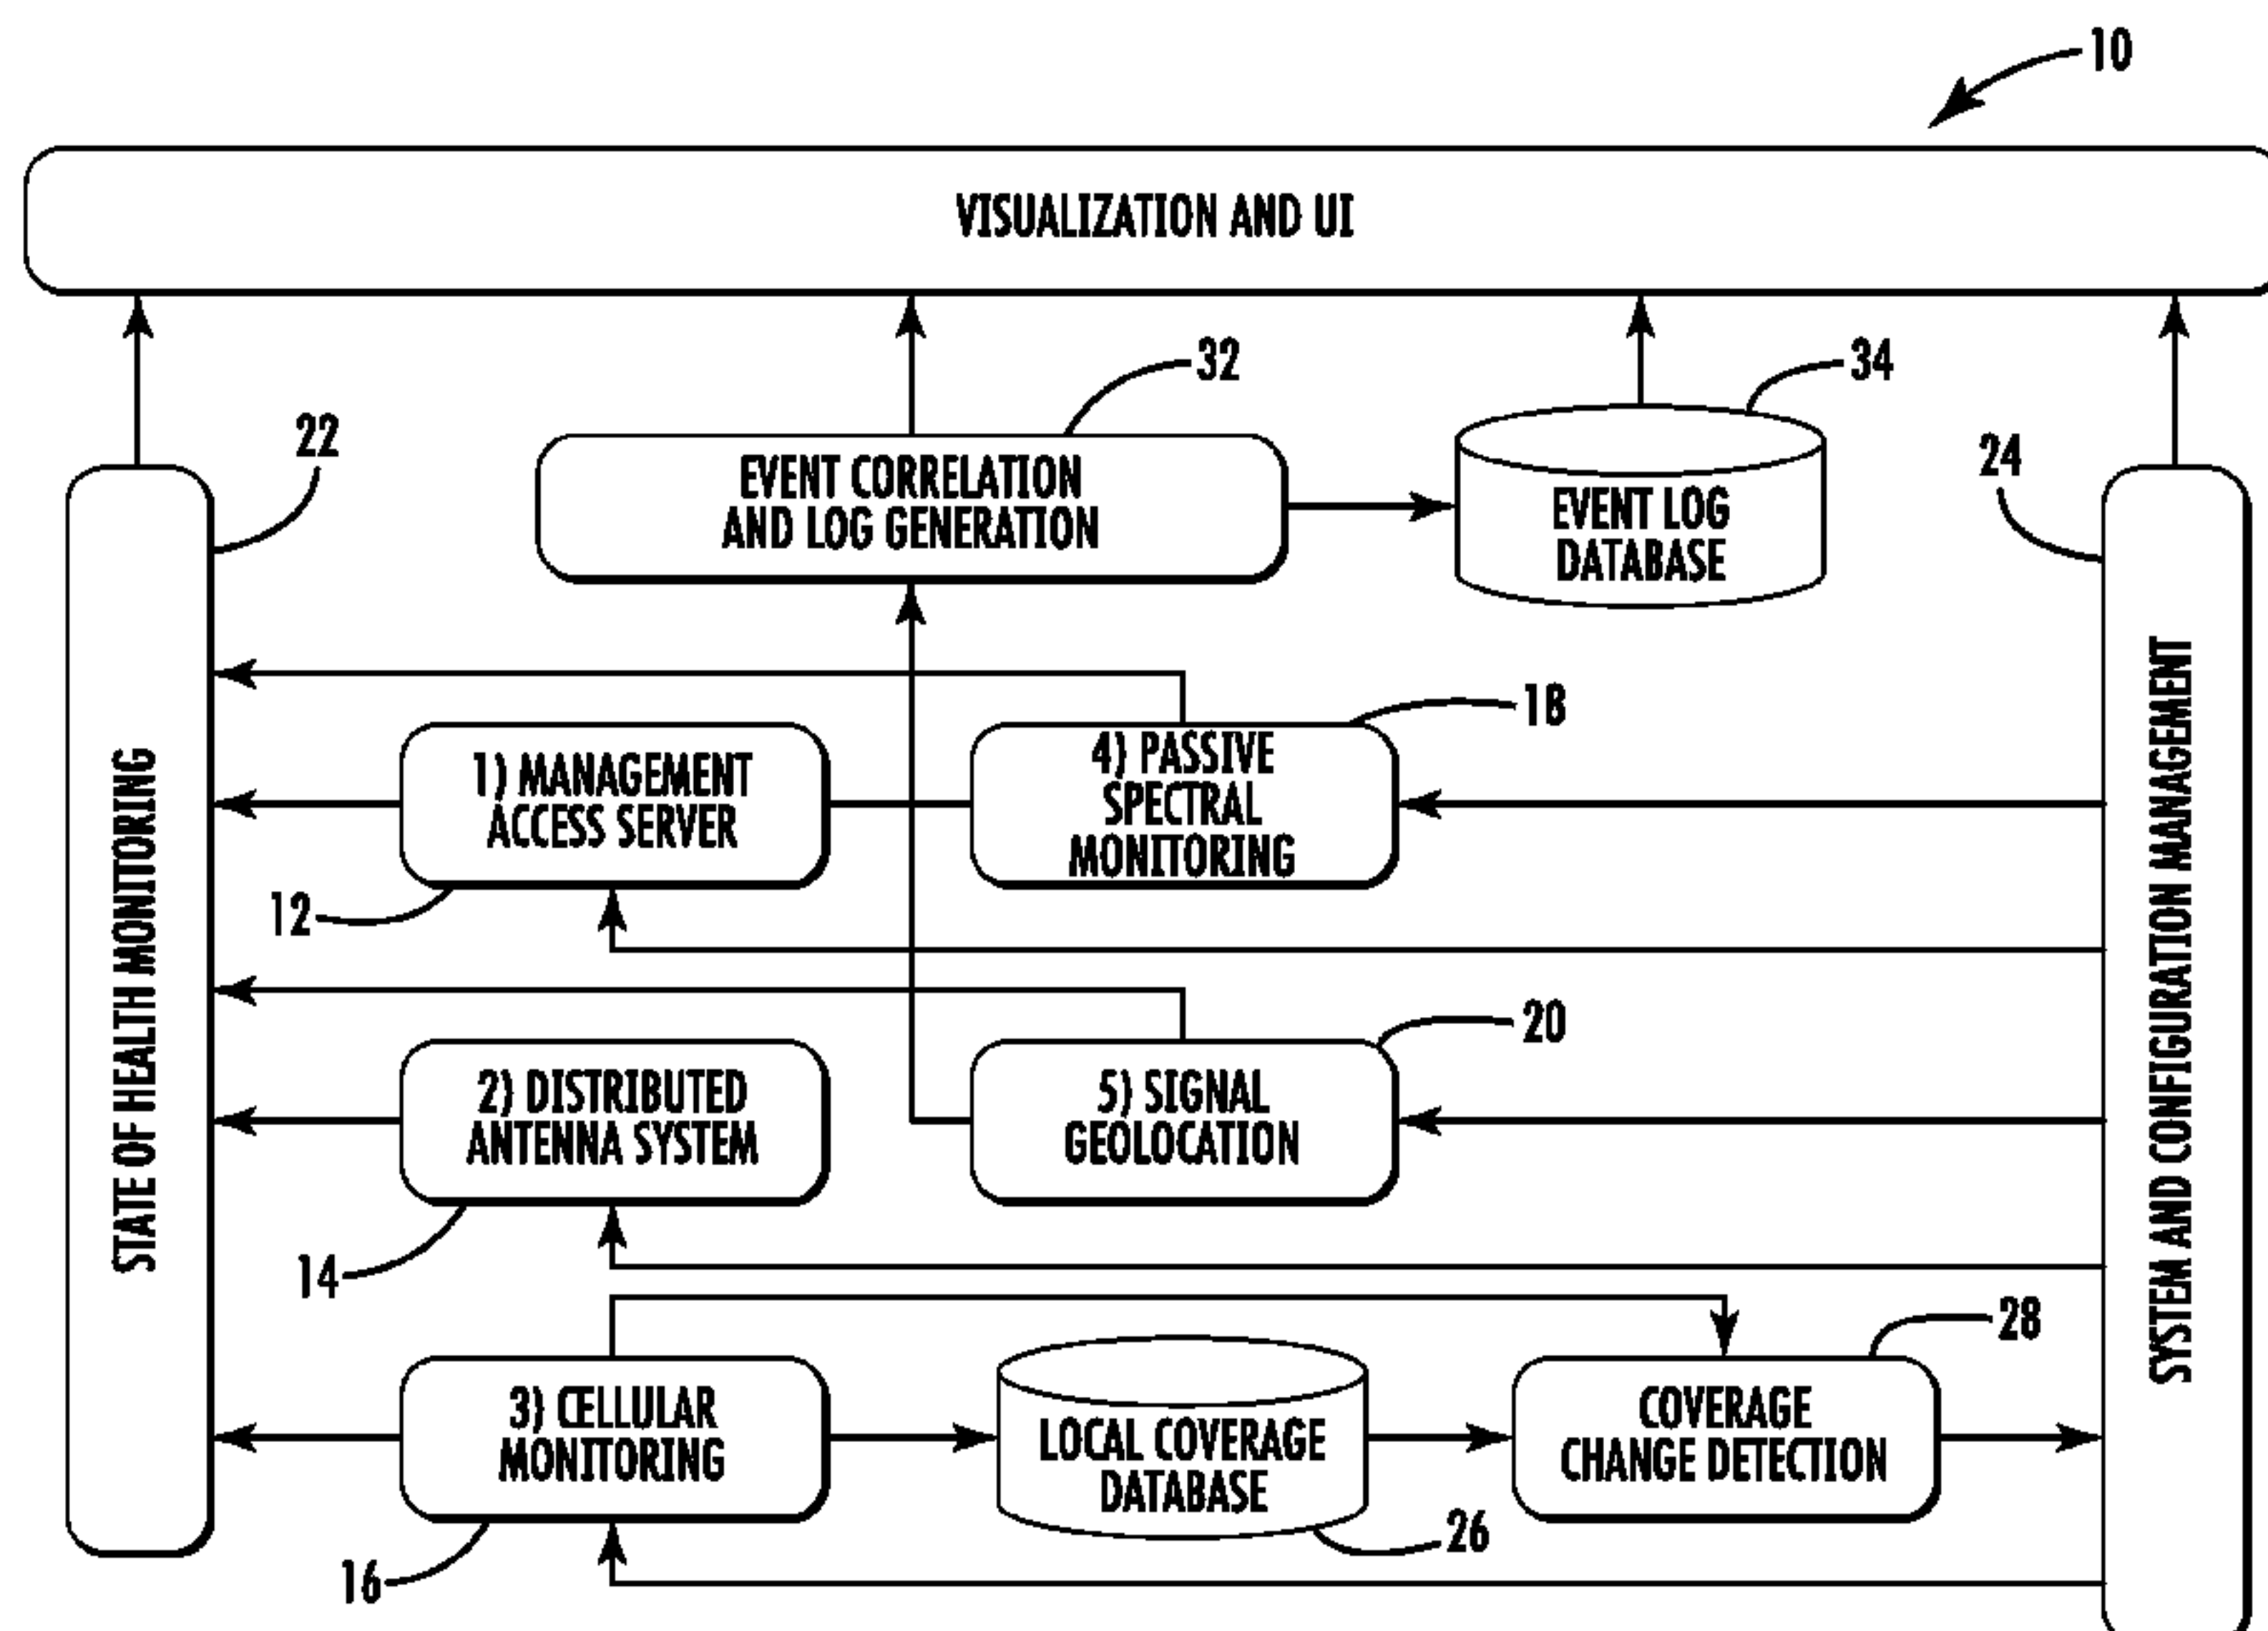 10
VISUALIZATION AND UI
32
34
22
24
EVENT CORRELATION
AND LOG GENERATION
EVENT LOG
DATABASE
STATE OF HEALTH MONITORING
SYSTEM AND CONFIGURATION MANAGEMENT
18
1) MANAGEMENT
ACCESS SERVER
4) PASSIVE
SPECTRAL
MONITORING
12
20
2) DISTRIBUTED
ANTENNA SYSTEM
5) SIGNAL
GEOLOCATION
14
28
3) CELLULAR
MONITORING
LOCAL COVERAGE
DATABASE
COVERAGE
CHANGE DETECTION
26
16